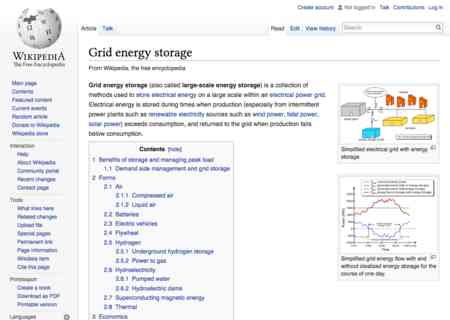 Create account Not logged in Talk Contributions Log in
Article Talk Read Edit View history Search
WIKIPEDIA
The Free Encyclopedia
Main page
Contents
Featured content
Current events
Random article
Donate to Wikipedia
Wikipedia store
Interaction
Help
About Wikipedia
Community portal
Recent changes
Contact page
Tools
What links here
Related changes
Upload file
Special pages
Permanent link
Page information
Wikidata item
Cite this page
Print/export
Create a book
Download as PDF
Printable version
Languages
Grid energy storage
From Wikipedia, the free encyclopedia
Grid energy storage (also called large-scale energy storage) is a collection of
methods used to store electrical energy on a large scale within an electrical power grid.
Electrical energy is stored during times when production (especially from intermittent
power plants such as renewable electricity sources such as wind power, tidal power,
solar power) exceeds consumption, and returned to the grid when production falls
below consumption.
Contents [hide]
1 Benefits of storage and managing peak load
1.1 Demand side management and grid storage
2 Forms
2.1 Air
2.1.1 Compressed air
2.1.2 Liquid air
2.2 Batteries
2.3 Electric vehicles
2.4 Flywheel
2.5 Hydrogen
2.5.1 Underground hydrogen storage
2.5.2 Power to gas
2.6 Hydroelectricity
2.6.1 Pumped water
2.6.2 Hydroelectric dams
2.7 Superconducting magnetic energy
2.8 Thermal
3 Economics
Simplified electrical grid with energy
storage.
Simplified grid energy flow with and
without idealized energy storage for the
course of one day.